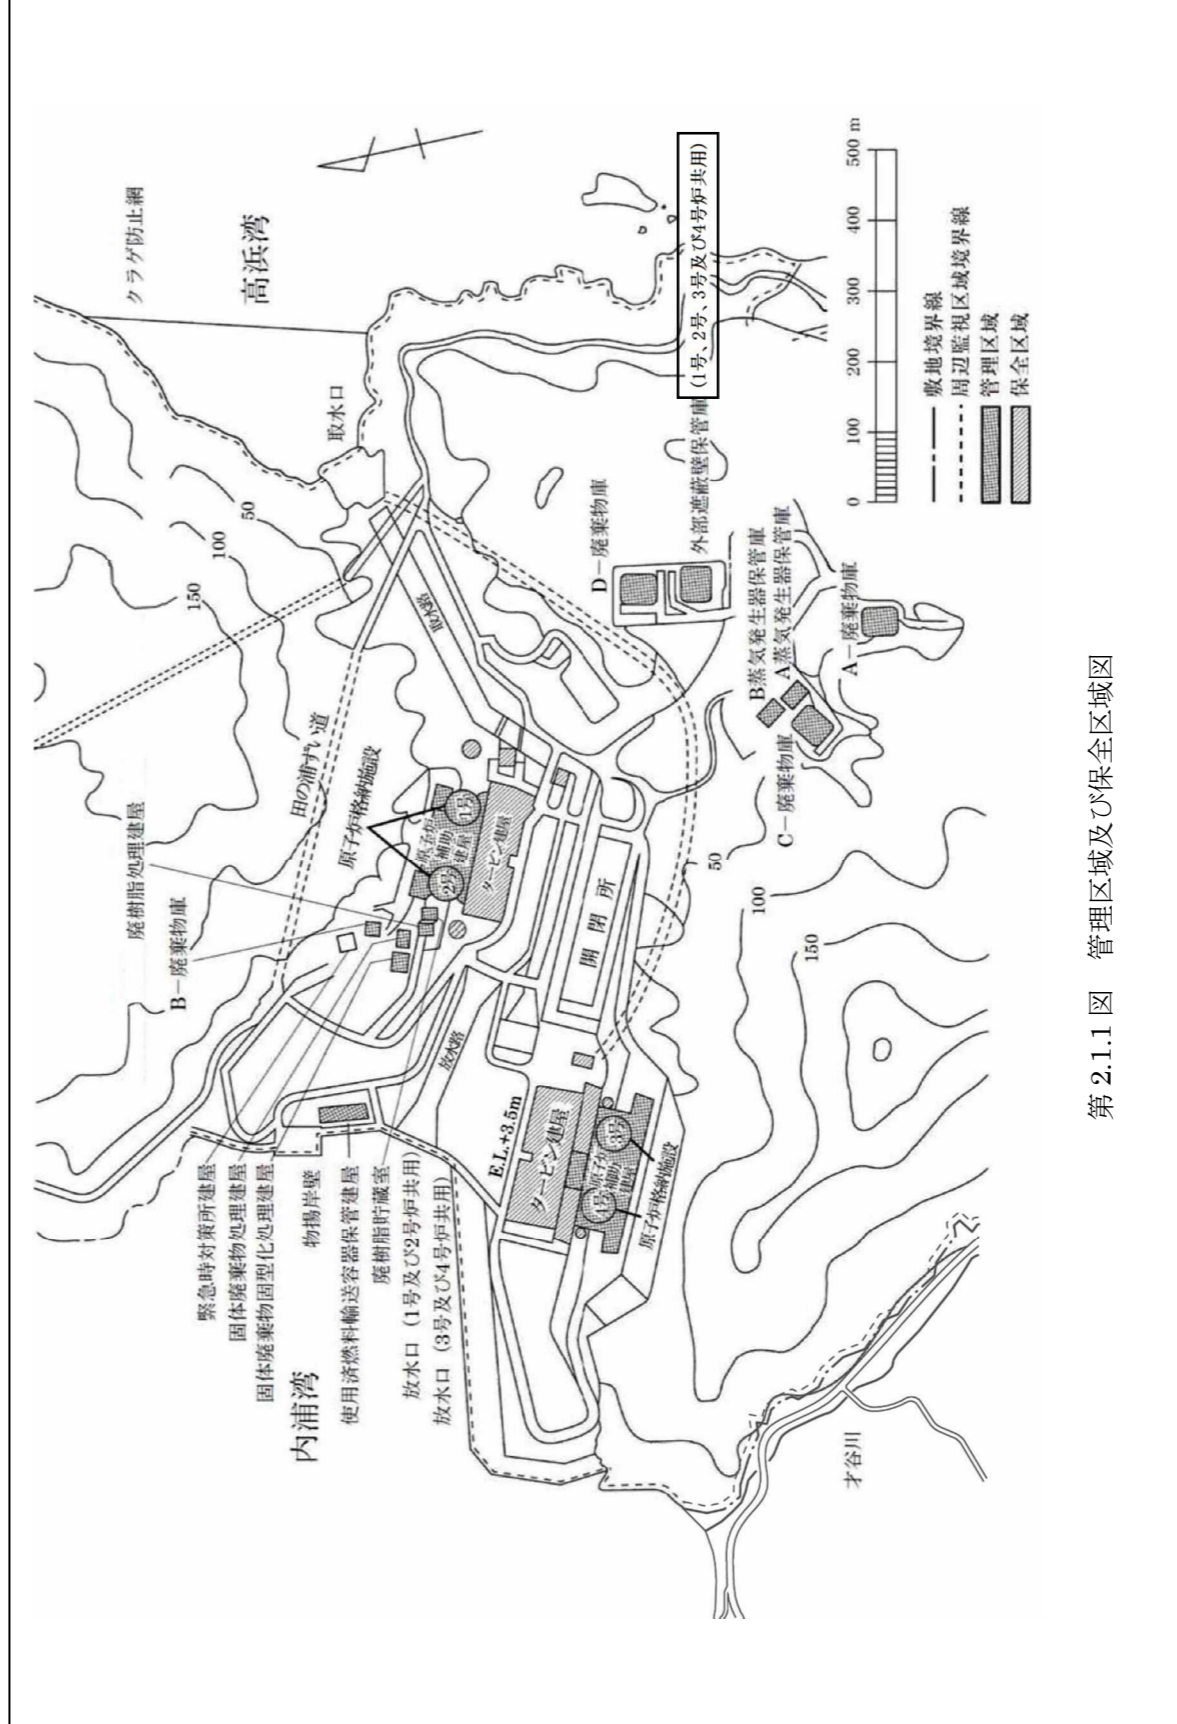 クラゲ防止網
高浜湾
取水口
50
100
150
取水路
田の浦ずい道
廃樹脂処理建屋
B－廃棄物庫
原子炉格納施設
1号
2号
原子炉
補助
建屋
タービン建屋
開閉所
放水路
E.L.+3.5m
タービン建屋
原子炉
補助
建屋
3号
4号
原子炉格納施設
緊急時対策所建屋
固体廃棄物処理建屋
固体廃棄物固型化処理建屋
物揚岸壁
使用済燃料輸送容器保管建屋
廃樹脂貯蔵室
放水口（1号及び2号炉共用）
放水口（3号及び4号炉共用）
内浦湾
D－廃棄物庫
外部遮蔽壁保管庫
（1号、2号、3号及び4号炉共用）
B蒸気発生器保管庫
A蒸気発生器保管庫
A－廃棄物庫
C－廃棄物庫
50
100
150
才谷川
0 100 200 300 400 500 m
敷地境界線
周辺監視区域境界線
管理区域
保全区域
第 2.1.1 図 管理区域及び保全区域図